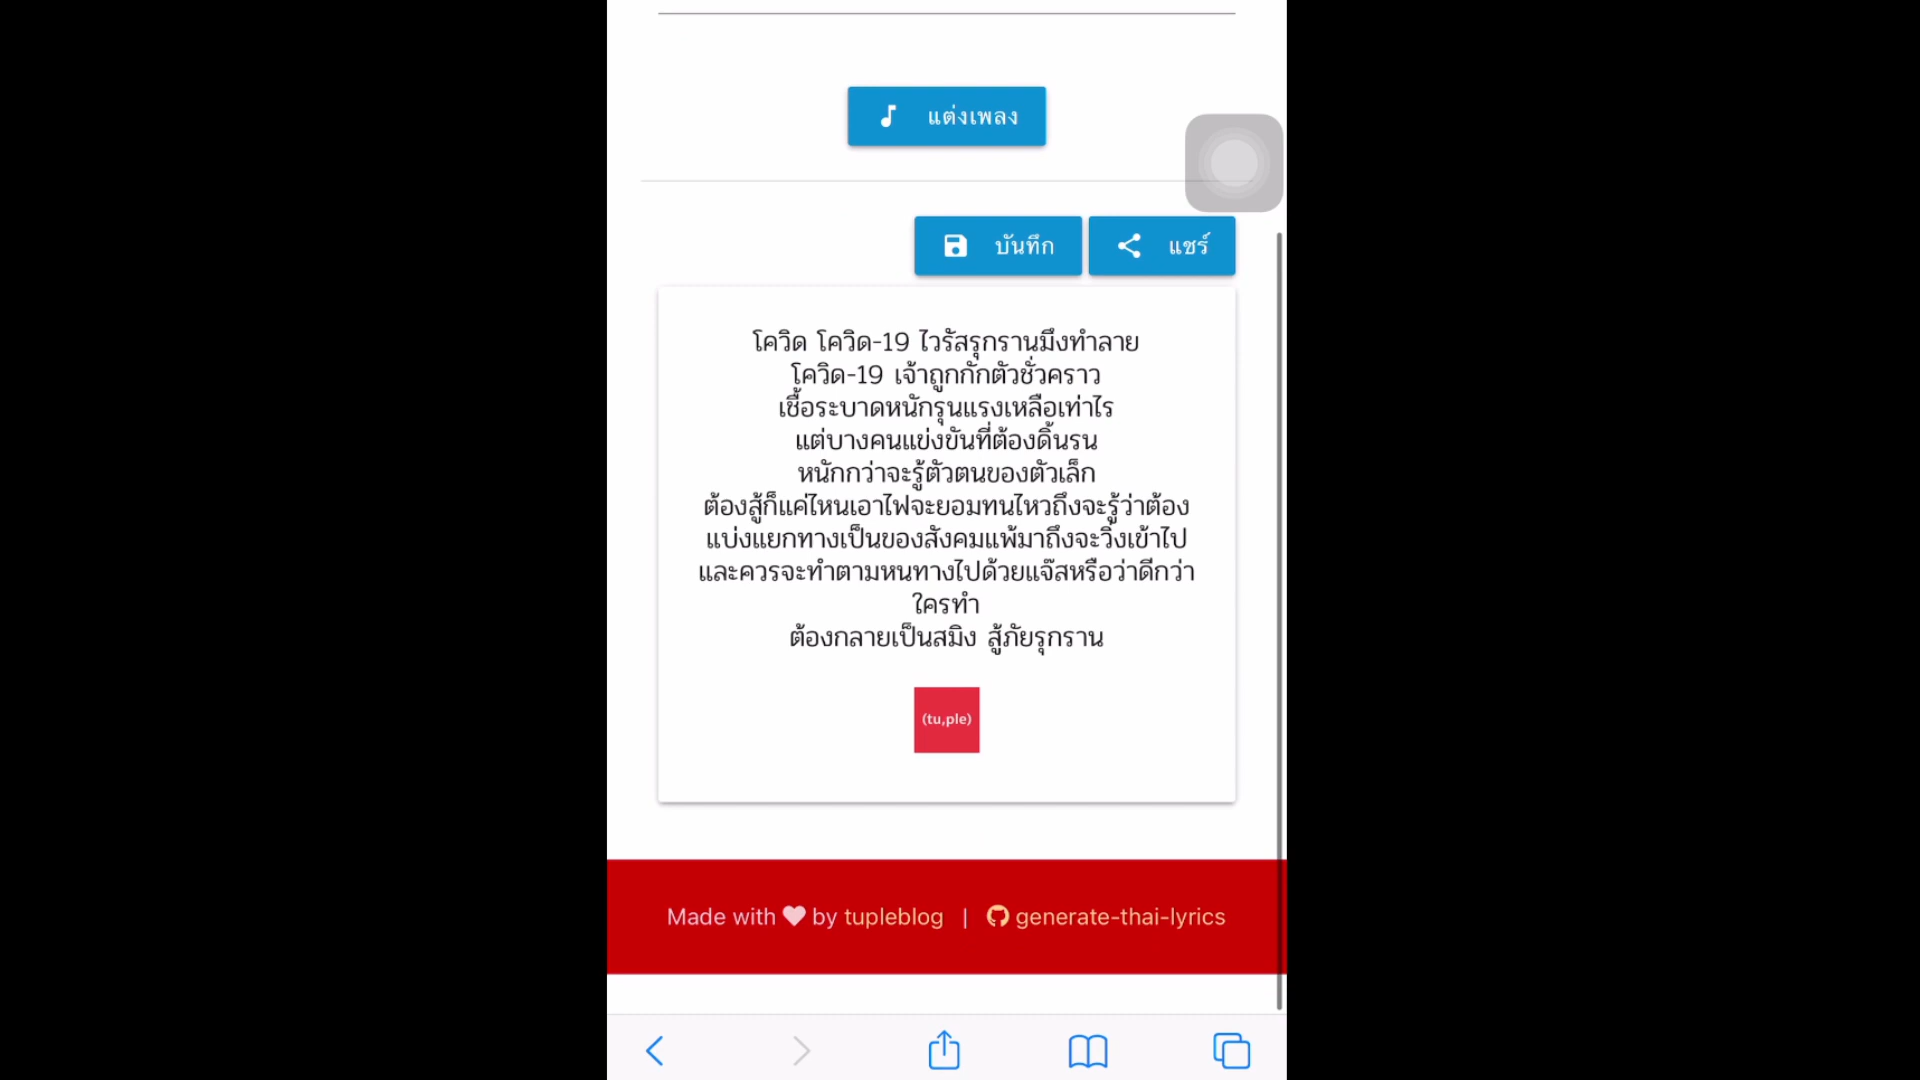 แต่งเพลง
บันทึก
แชร์
โควิด โควิด-19 ไวรัสรุกรานมึงทำลาย
โควิด-19 เจ้าถูกกักตัวชั่วคราว
เชื้อระบาดหนักรุนแรงเหลือเท่าไร
แต่บางคนแข่งขันที่ต้องดิ้นรน
หนักกว่าจะรู้ตัวตนของตัวเล็ก
ต้องสู้ก็แค่ไหนเอาไฟจะยอมทนไหวถึงจะรู้ว่าต้อง
แบ่งแยกทางเป็นของสังคมแพ้มาถึงจะวิ่งเข้าไป
และควรจะทำตามหนทางไปด้วยแจ๊สหรือว่าดีกว่า
ใครทำ
ต้องกลายเป็นสมิง สู้ภัยรุกราน
(tu,ple)
Made with ♥ by tupleblog | generate-thai-lyrics